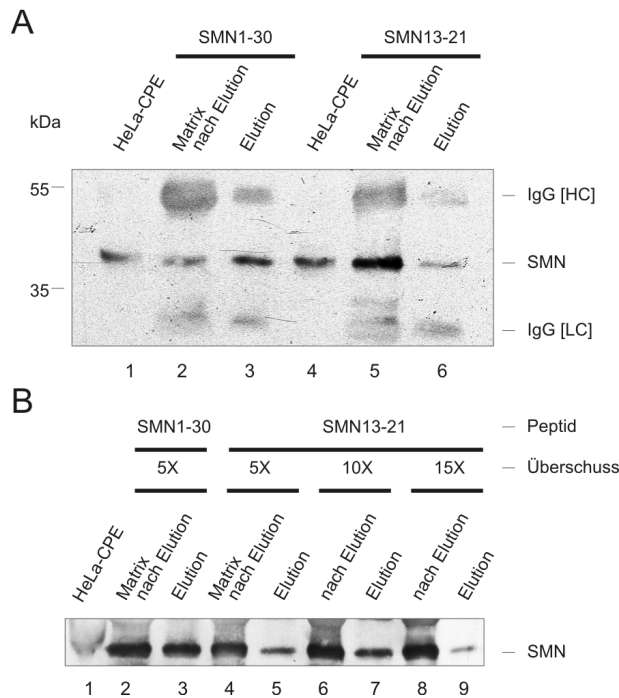 A
SMN1-30 SMN13-21
kDa
HeLa-CPE
Matrix
nach Elution
Elution
HeLa-CPE
Matrix
nach Elution
Elution
55
35
IgG [HC]
SMN
IgG [LC]
1 2 3 4 5 6
B
SMN1-30 SMN13-21 Peptid
5X 5X 10X 15X Überschuss
HeLa-CPE
Matrix
nach Elution
Elution
Matrix
nach Elution
Elution
nach Elution
Elution
nach Elution
Elution
SMN
1 2 3 4 5 6 7 8 9